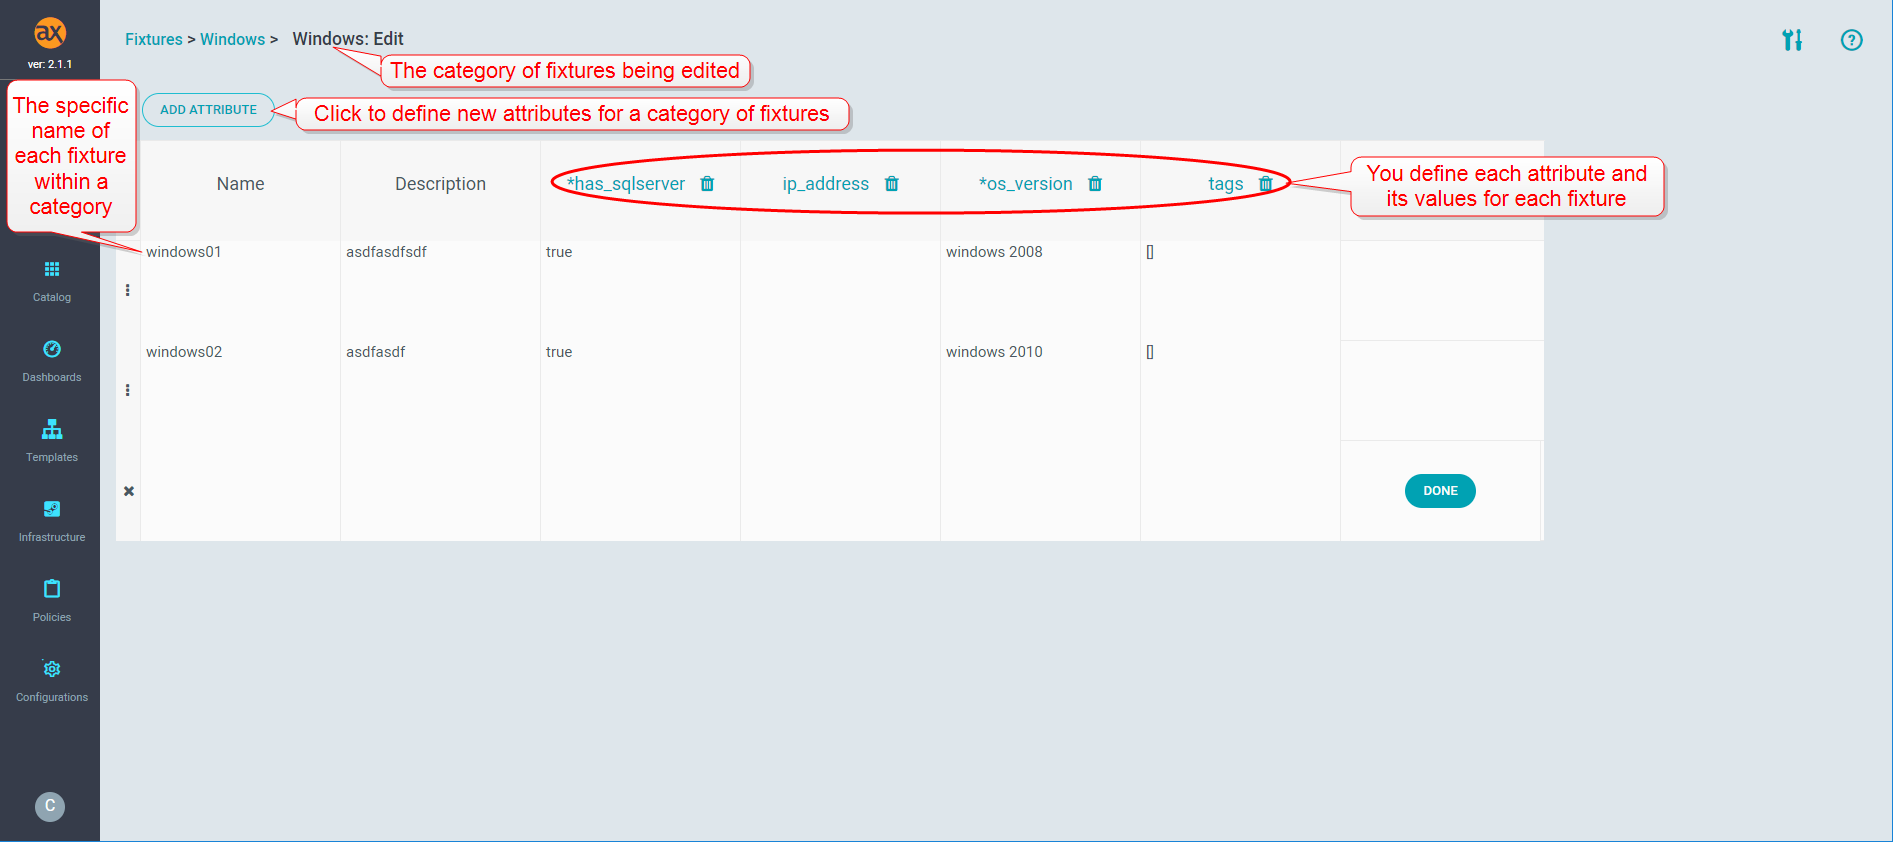 ax
ver: 2.1.1
Fixtures > Windows > Windows: Edit
The category of fixtures being edited
ADD ATTRIBUTE
Click to define new attributes for a category of fixtures
The specific
name of
each fixture
within a
category
Name Description *has_sqlserver ip_address *os_version tags
You define each attribute and
its values for each fixture
windows01 asdfasdfsdf true windows 2008 []
windows02 asdfasdf true windows 2010 []
DONE
Catalog
Dashboards
Templates
Infrastructure
Policies
Configurations
C